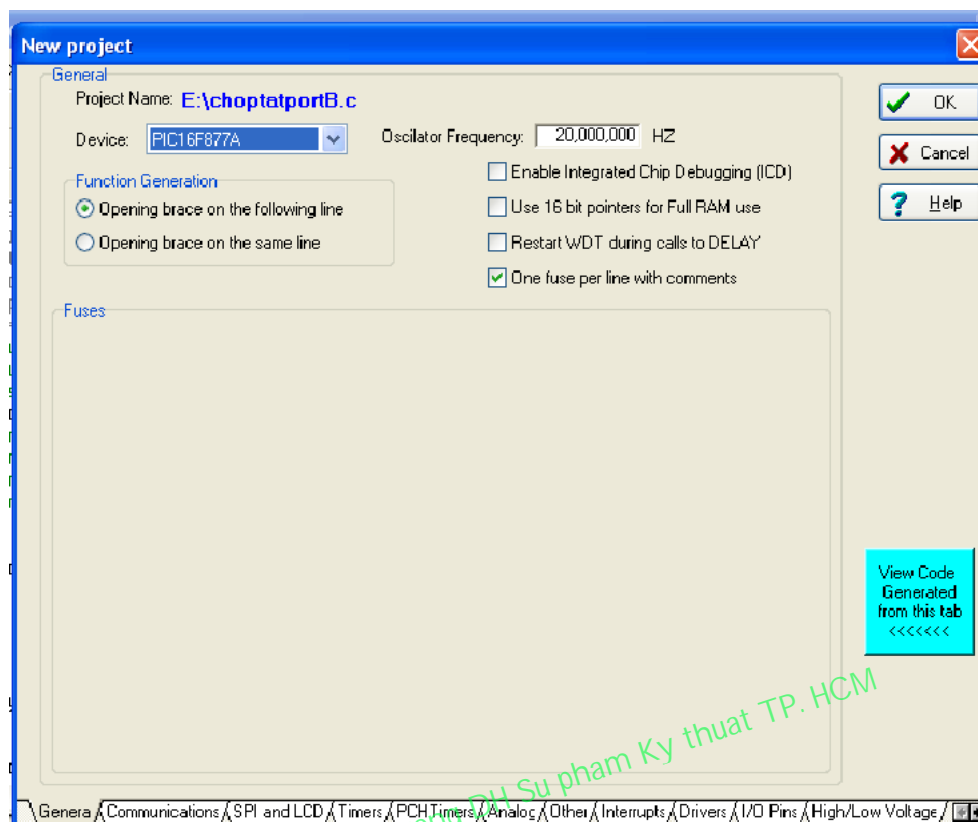 New project
General
Project Name: E:\choptatportB.c
Device: PIC16F877A
Oscilator Frequency: 20,000,000 HZ
Function Generation
Opening brace on the following line
Opening brace on the same line
Enable Integrated Chip Debugging (ICD)
Use 16 bit pointers for Full RAM use
Restart WDT during calls to DELAY
One fuse per line with comments
Fuses
OK
Cancel
? Help
View Code
Generated
from this tab
<<<<<<<
DH Su pham Ky thuat TP. HCM
Genera Communications SPI and LCD Timers PCH Timers Analog Other Interrupts Drivers I/O Pins High/Low Voltage